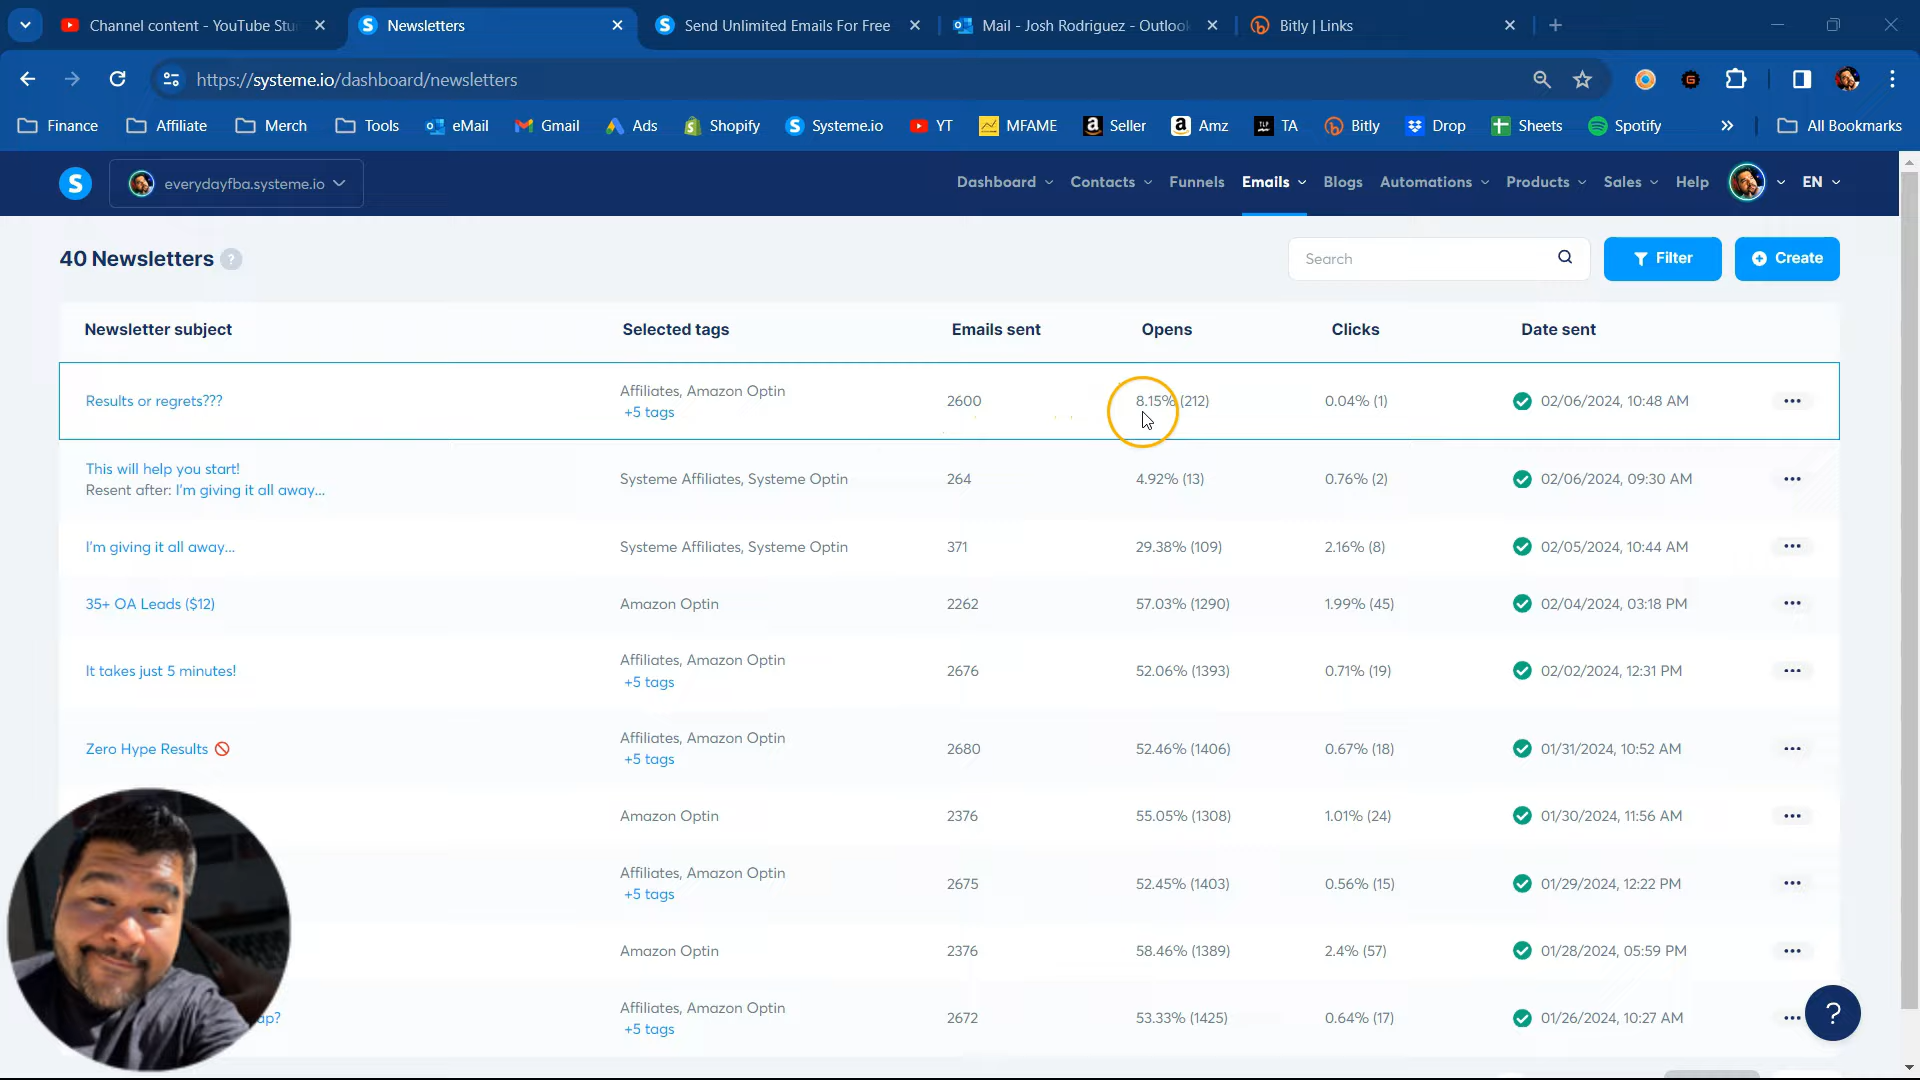 Channel content - YouTube Stu
Newsletters
Send Unlimited Emails For Free
Mail - Josh Rodriguez - Outlook
Bitly | Links
https://systeme.io/dashboard/newsletters
Finance
Affiliate
Merch
Tools
eMail
Gmail
Ads
Shopify
Systeme.io
YT
MFAME
Seller
Amz
TA
Bitly
Drop
Sheets
Spotify
All Bookmarks
everydayfba.systeme.io
Dashboard
Contacts
Funnels
Emails
Blogs
Automations
Products
Sales
Help
EN
40 Newsletters ?
Search
Filter
Create
Newsletter subject Selected tags Emails sent Opens Clicks Date sent
Results or regrets??? Affiliates, Amazon Optin 2600 8.15% (212) 0.04% (1) 02/06/2024, 10:48 AM
+5 tags
This will help you start! Systeme Affiliates, Systeme Optin 264 4.92% (13) 0.76% (2) 02/06/2024, 09:30 AM
Resent after: I'm giving it all away...
I'm giving it all away... Systeme Affiliates, Systeme Optin 371 29.38% (109) 2.16% (8) 02/05/2024, 10:44 AM
35+ OA Leads ($12) Amazon Optin 2262 57.03% (1290) 1.99% (45) 02/04/2024, 03:18 PM
It takes just 5 minutes! Affiliates, Amazon Optin 2676 52.06% (1393) 0.71% (19) 02/02/2024, 12:31 PM
+5 tags
Zero Hype Results 🚫 Affiliates, Amazon Optin 2680 52.46% (1406) 0.67% (18) 01/31/2024, 10:52 AM
+5 tags
Amazon Optin 2376 55.05% (1308) 1.01% (24) 01/30/2024, 11:56 AM
Affiliates, Amazon Optin 2675 52.45% (1403) 0.56% (15) 01/29/2024, 12:22 PM
+5 tags
Amazon Optin 2376 58.46% (1389) 2.4% (57) 01/28/2024, 05:59 PM
ap? Affiliates, Amazon Optin 2672 53.33% (1425) 0.64% (17) 01/26/2024, 10:27 AM
+5 tags
?